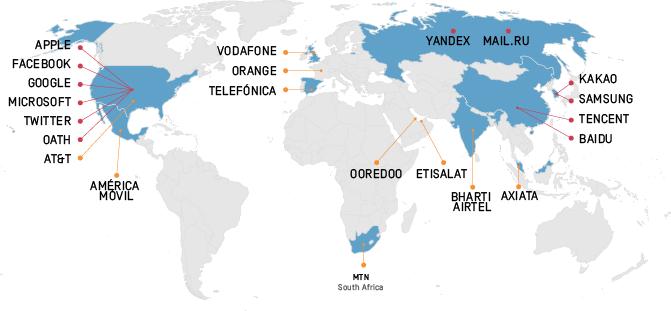 APPLE
FACEBOOK
GOOGLE
MICROSOFT
TWITTER
OATH
AT&T
AMÉRICA
MÓVIL
VODAFONE
ORANGE
TELEFÓNICA
YANDEX
MAIL.RU
KAKAO
SAMSUNG
TENCENT
BAIDU
OOREDOO
ETISALAT
BHARTI
AIRTEL
AXIATA
MTN
South Africa